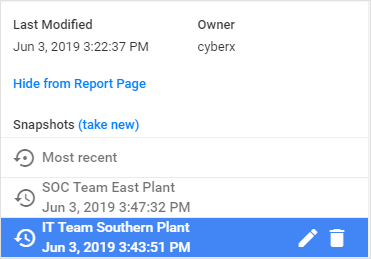 Last Modified Owner
Jun 3, 2019 3:22:37 PM cyberx
Hide from Report Page
Snapshots (take new)
Most recent
SOC Team East Plant
Jun 3, 2019 3:47:32 PM
IT Team Southern Plant
Jun 3, 2019 3:43:51 PM